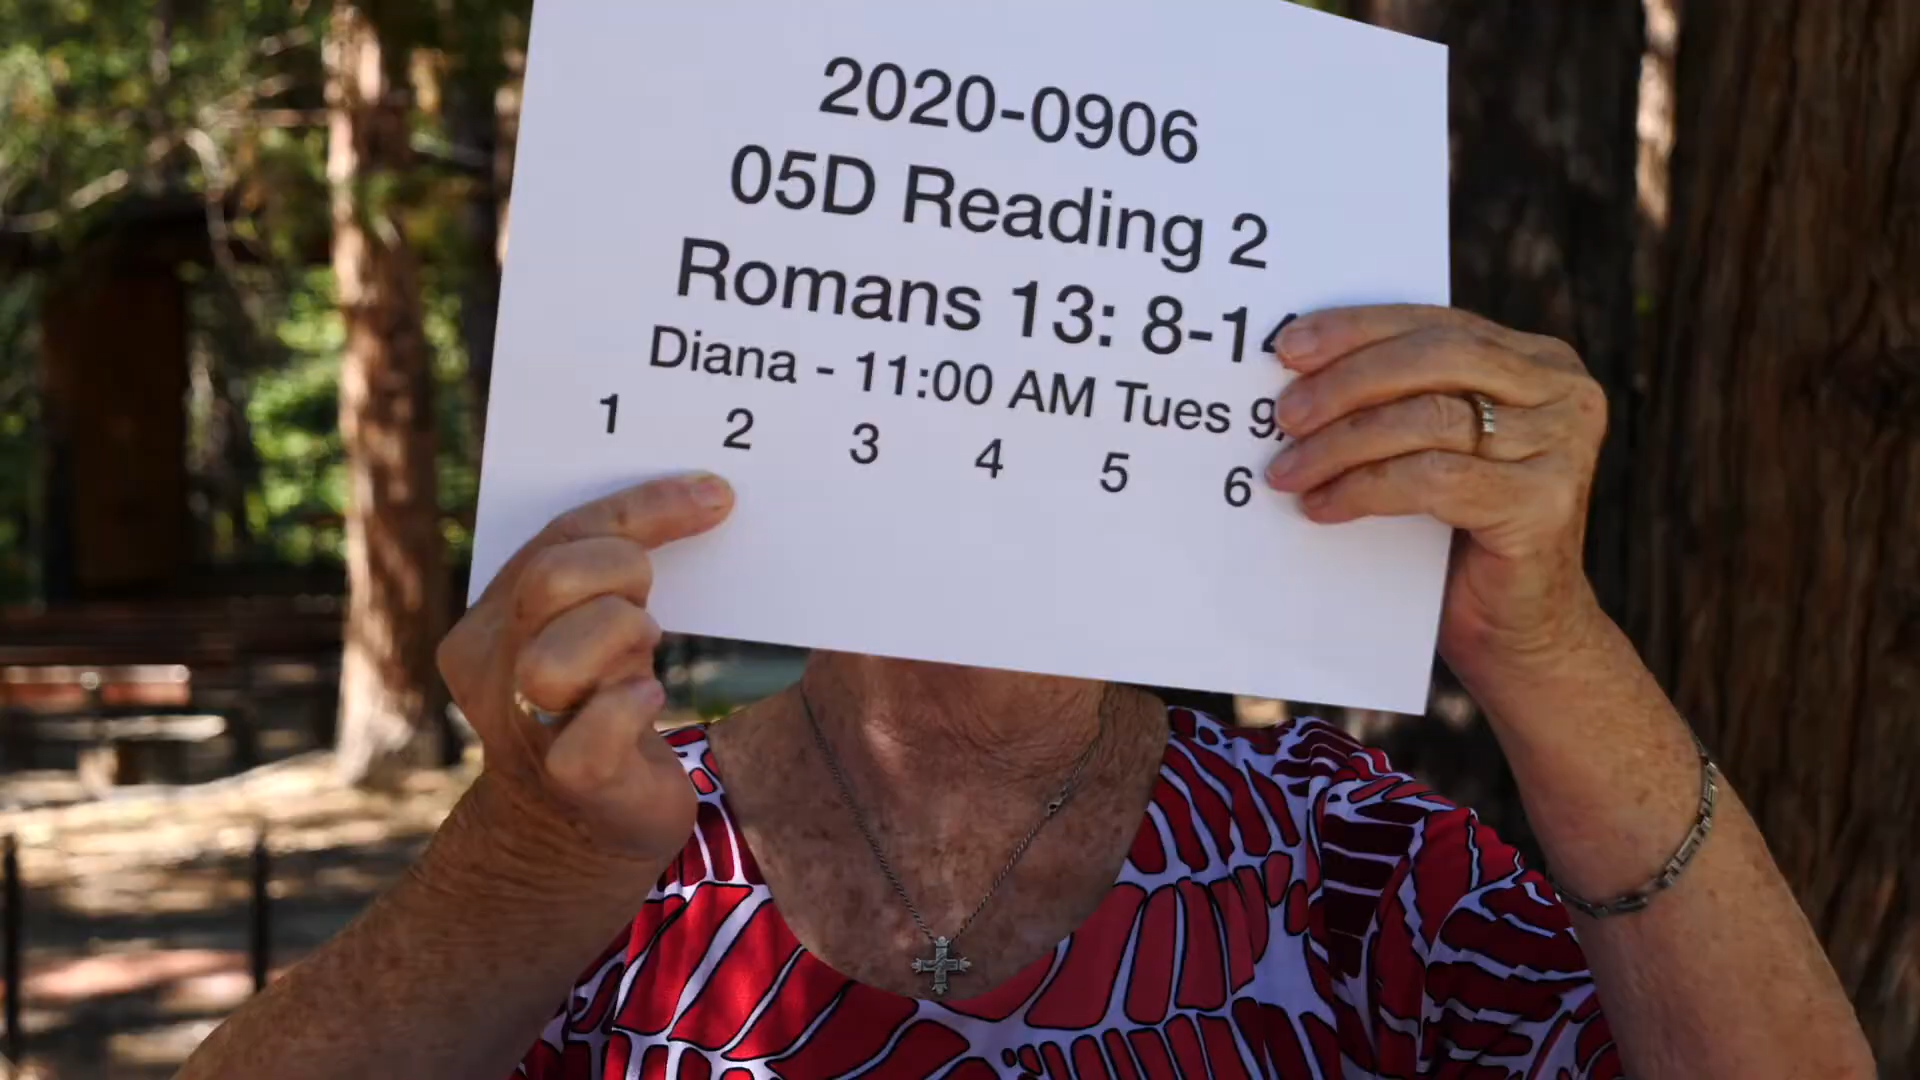 2020-0906
05D Reading 2
Romans 13: 8-14
Diana - 11:00 AM Tues 9/
1 2 3 4 5 6